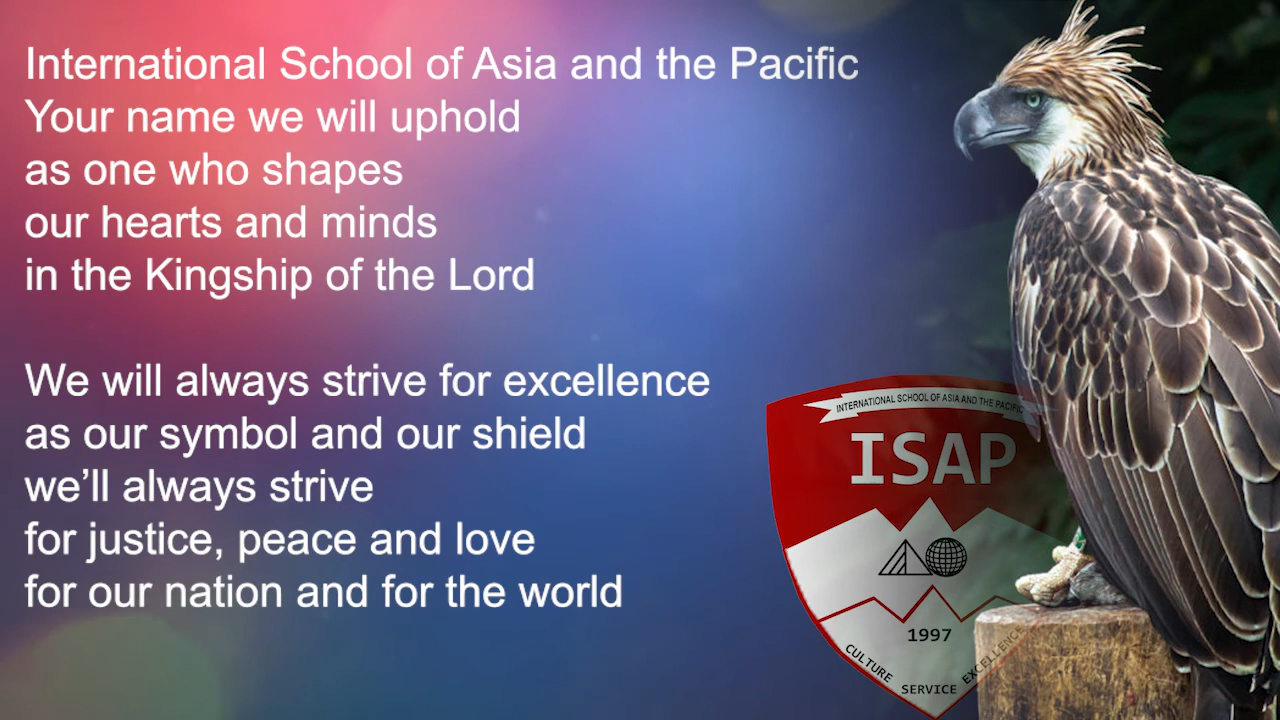 International School of Asia and the Pacific
Your name we will uphold
as one who shapes
our hearts and minds
in the Kingship of the Lord
We will always strive for excellence
as our symbol and our shield
we’ll always strive
for justice, peace and love
for our nation and for the world
INTERNATIONAL SCHOOL OF ASIA AND THE PACIFIC
ISAP
1997
CULTURE
SERVICE
EXCELLENCE